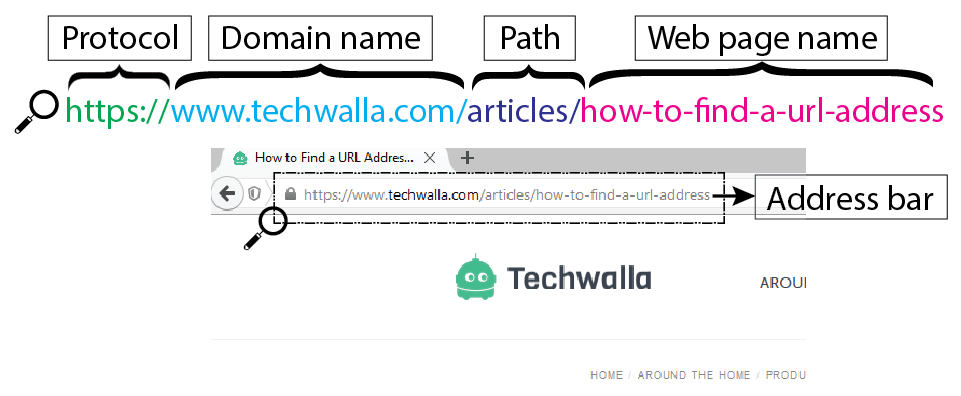 Protocol Domain name Path Web page name
https://www.techwalla.com/articles/how-to-find-a-url-address
How to Find a URL Addres...
https://www.techwalla.com/articles/how-to-find-a-url-address
Address bar
Techwalla
AROUN
HOME / AROUND THE HOME / PRODU